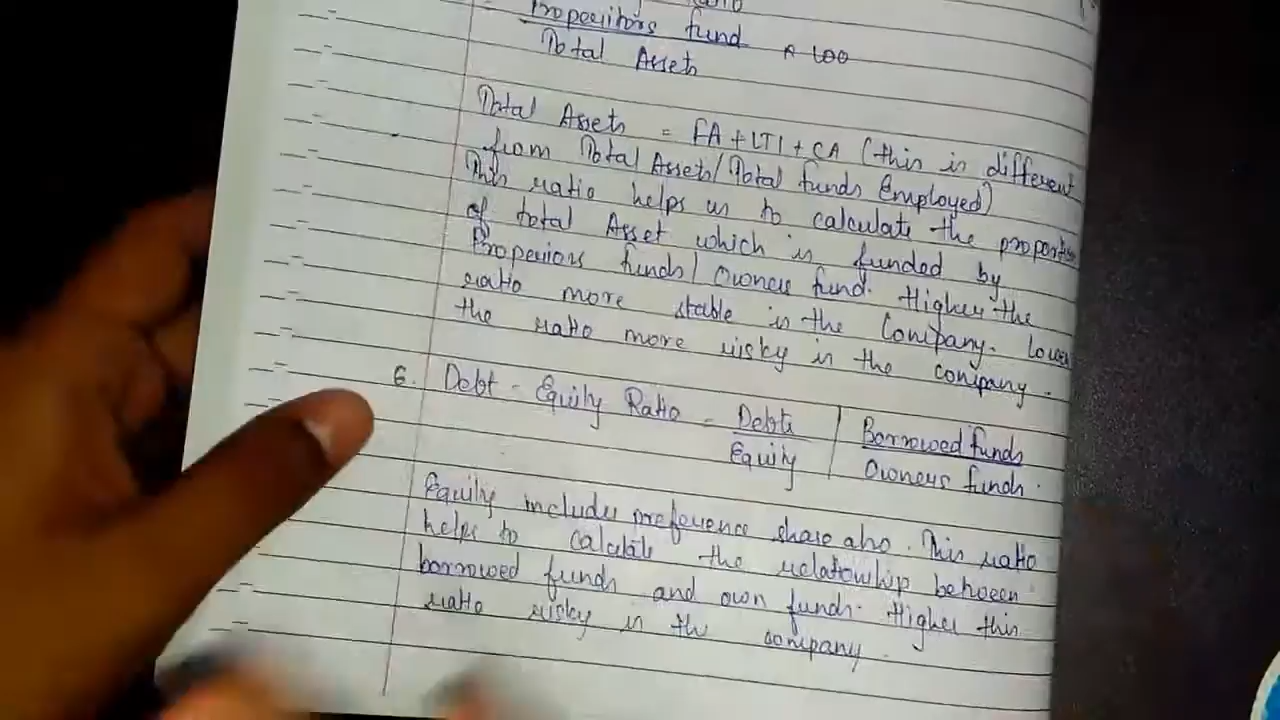 Propeeitors fund × 100
Total Assets
Total Assets = FA + LTI + CA (this is different
from Total Assets/Total funds Employed)
This ratio helps us to calculate the proportion
of total Asset which is funded by
Properiors funds/ Owners fund. Higher the
ratio more stable is the Company. Lower
the ratio more risky is the company.
6. Debt - Equity Ratio = Debts | Borrowed funds
Equity | Owners funds.
Equity includes preference share also. This ratio
helps to calculate the relationship between
borrowed funds and own funds. Higher this
ratio risky is the company.